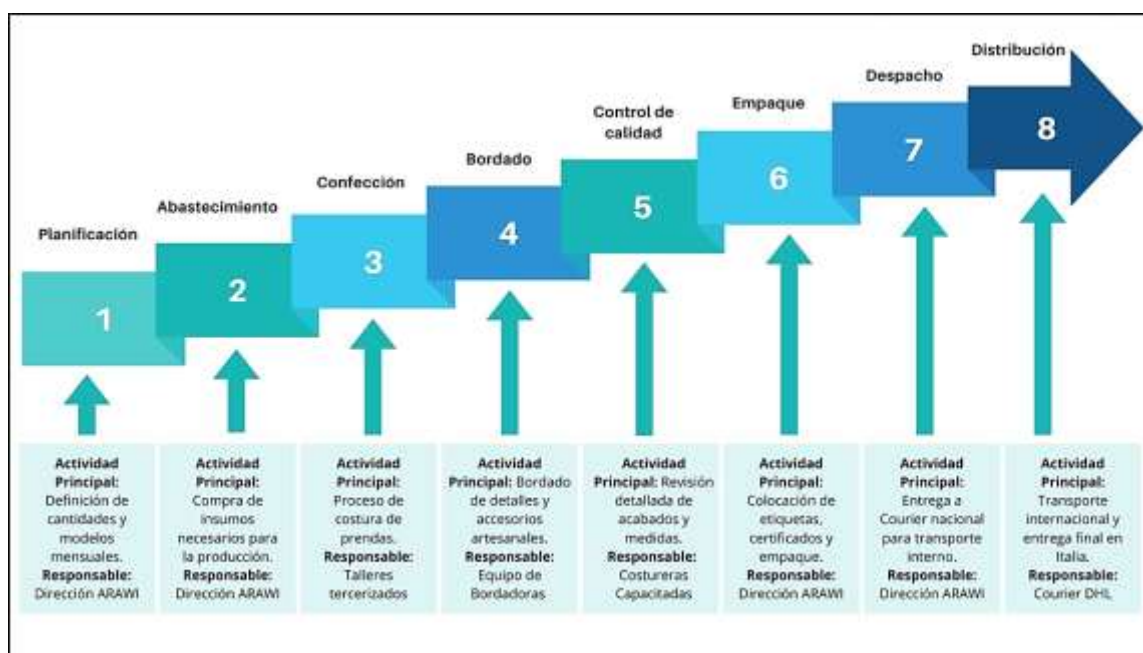 Planificación
1
Abastecimiento
2
Confección
3
Bordado
4
Control de
calidad
5
Empaque
6
Despacho
7
Distribución
8
Actividad
Principal:
Definición de
cantidades y
modelos
mensuales.
Responsable:
Dirección ARAWI
Actividad
Principal:
Compra de
insumos
necesarios para
la producción.
Responsable:
Dirección ARAWI
Actividad
Principal:
Proceso de
costura de
prendas.
Responsable:
Talleres
tercerizados
Actividad
Principal: Bordado
de detalles y
accesorios
artesanales.
Responsable:
Equipo de
Bordadoras
Actividad
Principal: Revisión
detallada de
acabados y
medidas.
Responsable:
Costureras
Capacitadas
Actividad
Principal:
Colocación de
etiquetas,
certificados y
empaque.
Responsable:
Dirección ARAWI
Actividad
Principal:
Entrega a
Courier nacional
para transporte
interno.
Responsable:
Dirección ARAWI
Actividad
Principal:
Transporte
internacional y
entrega final en
Italia.
Responsable:
Courier DHL